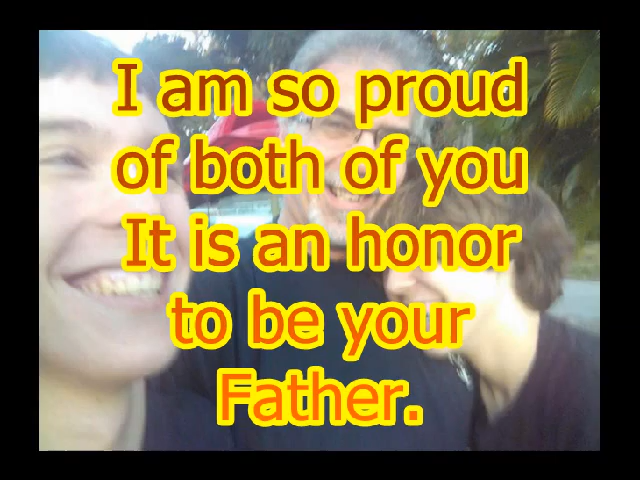 I am so proud
of both of you
It is an honor
to be your
Father.